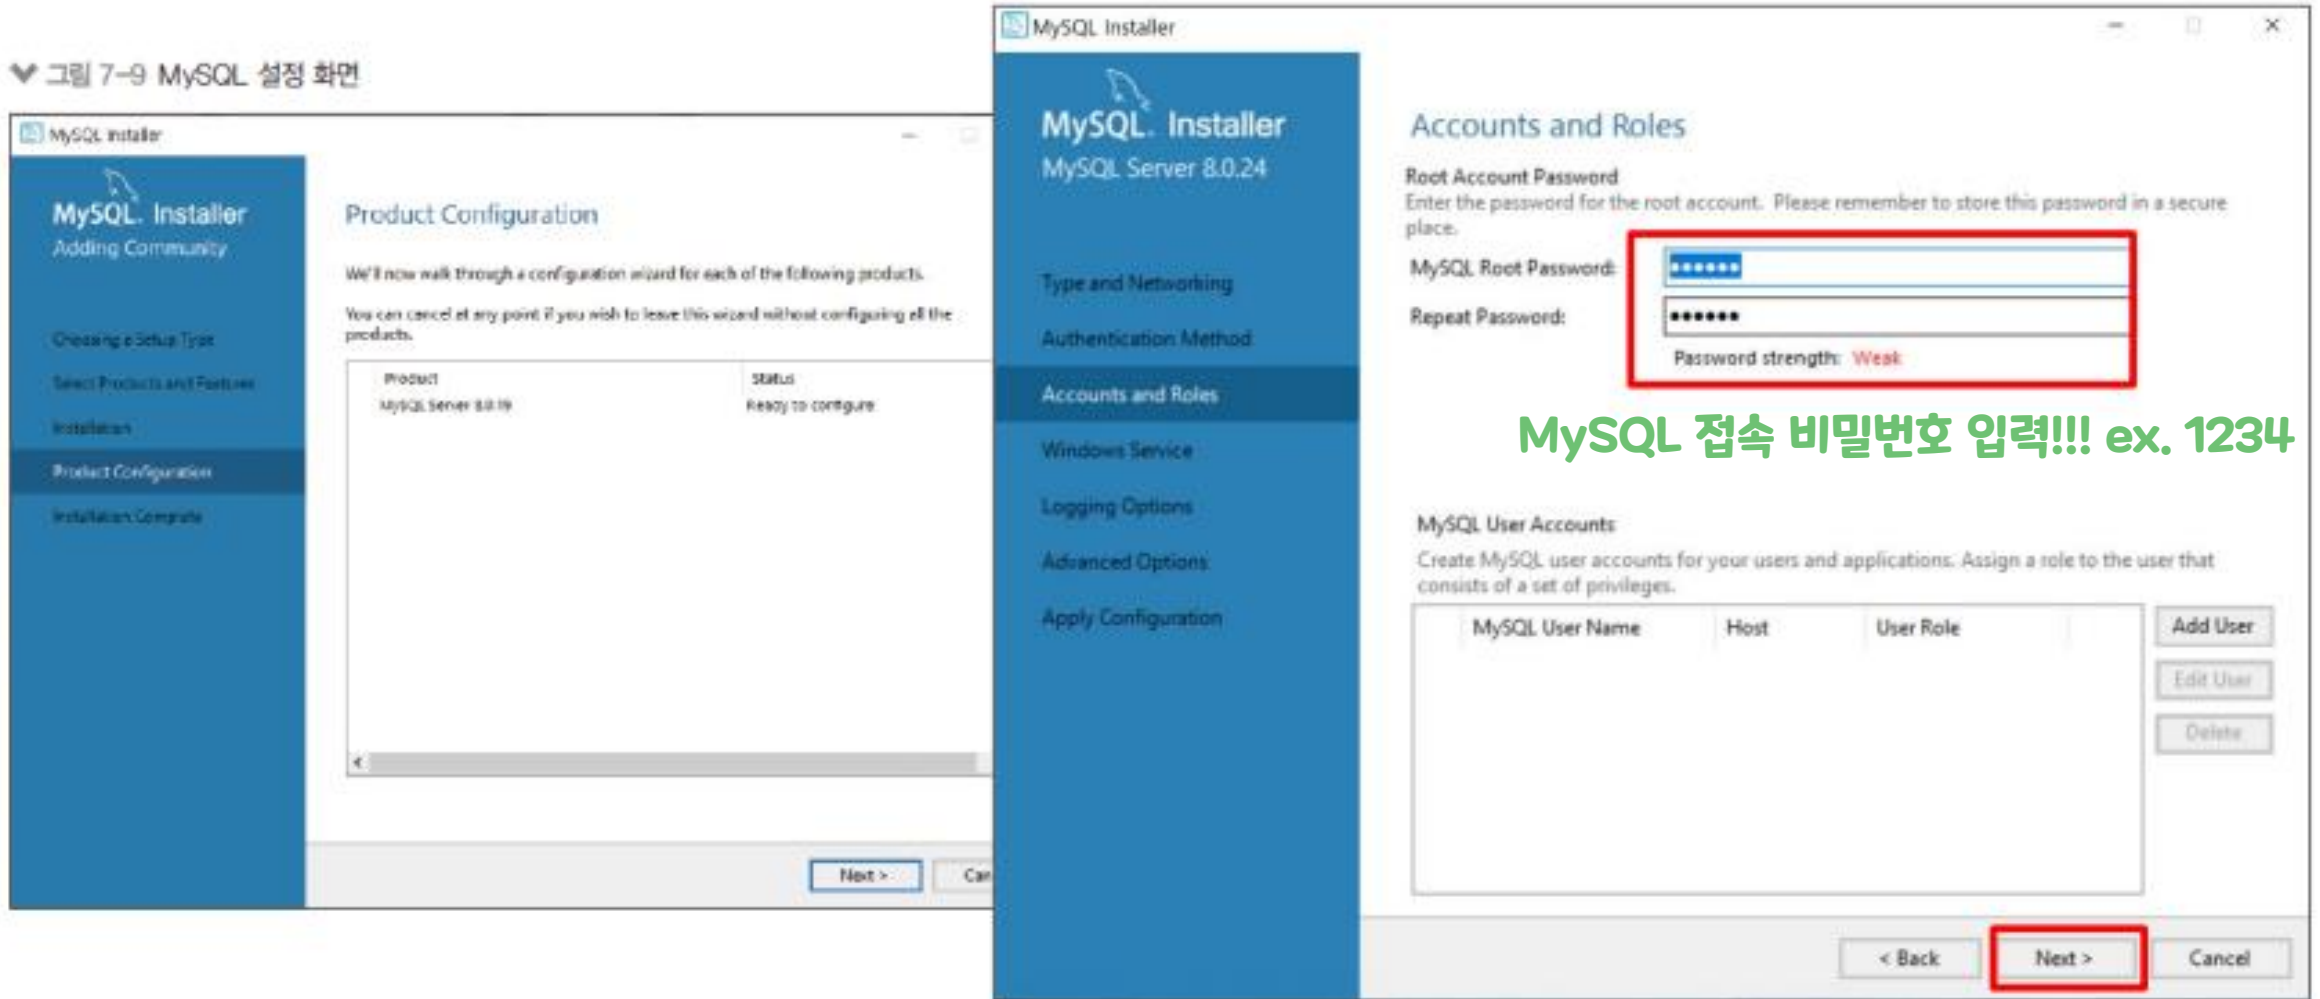 그림 7-9 MySQL 설정 화면
MySQL Installer
MySQL. Installer
Adding Community
Choosing a Setup Type
Select Products and Features
Installation
Product Configuration
Installation Complete
Product Configuration
We'll now walk through a configuration wizard for each of the following products.
You can cancel at any point if you wish to leave this wizard without configuring all the
products.
Product Status
MySQL Server 8.0.19 Ready to configure
Next > Can
MySQL Installer
MySQL. Installer
MySQL Server 8.0.24
Type and Networking
Authentication Method
Accounts and Roles
Windows Service
Logging Options
Advanced Options
Apply Configuration
Accounts and Roles
Root Account Password
Enter the password for the root account. Please remember to store this password in a secure
place.
MySQL Root Password: ••••••
Repeat Password: ••••••
Password strength: Weak
MySQL 접속 비밀번호 입력!!! ex. 1234
MySQL User Accounts
Create MySQL user accounts for your users and applications. Assign a role to the user that
consists of a set of privileges.
MySQL User Name Host User Role
Add User
Edit User
Delete
< Back Next > Cancel